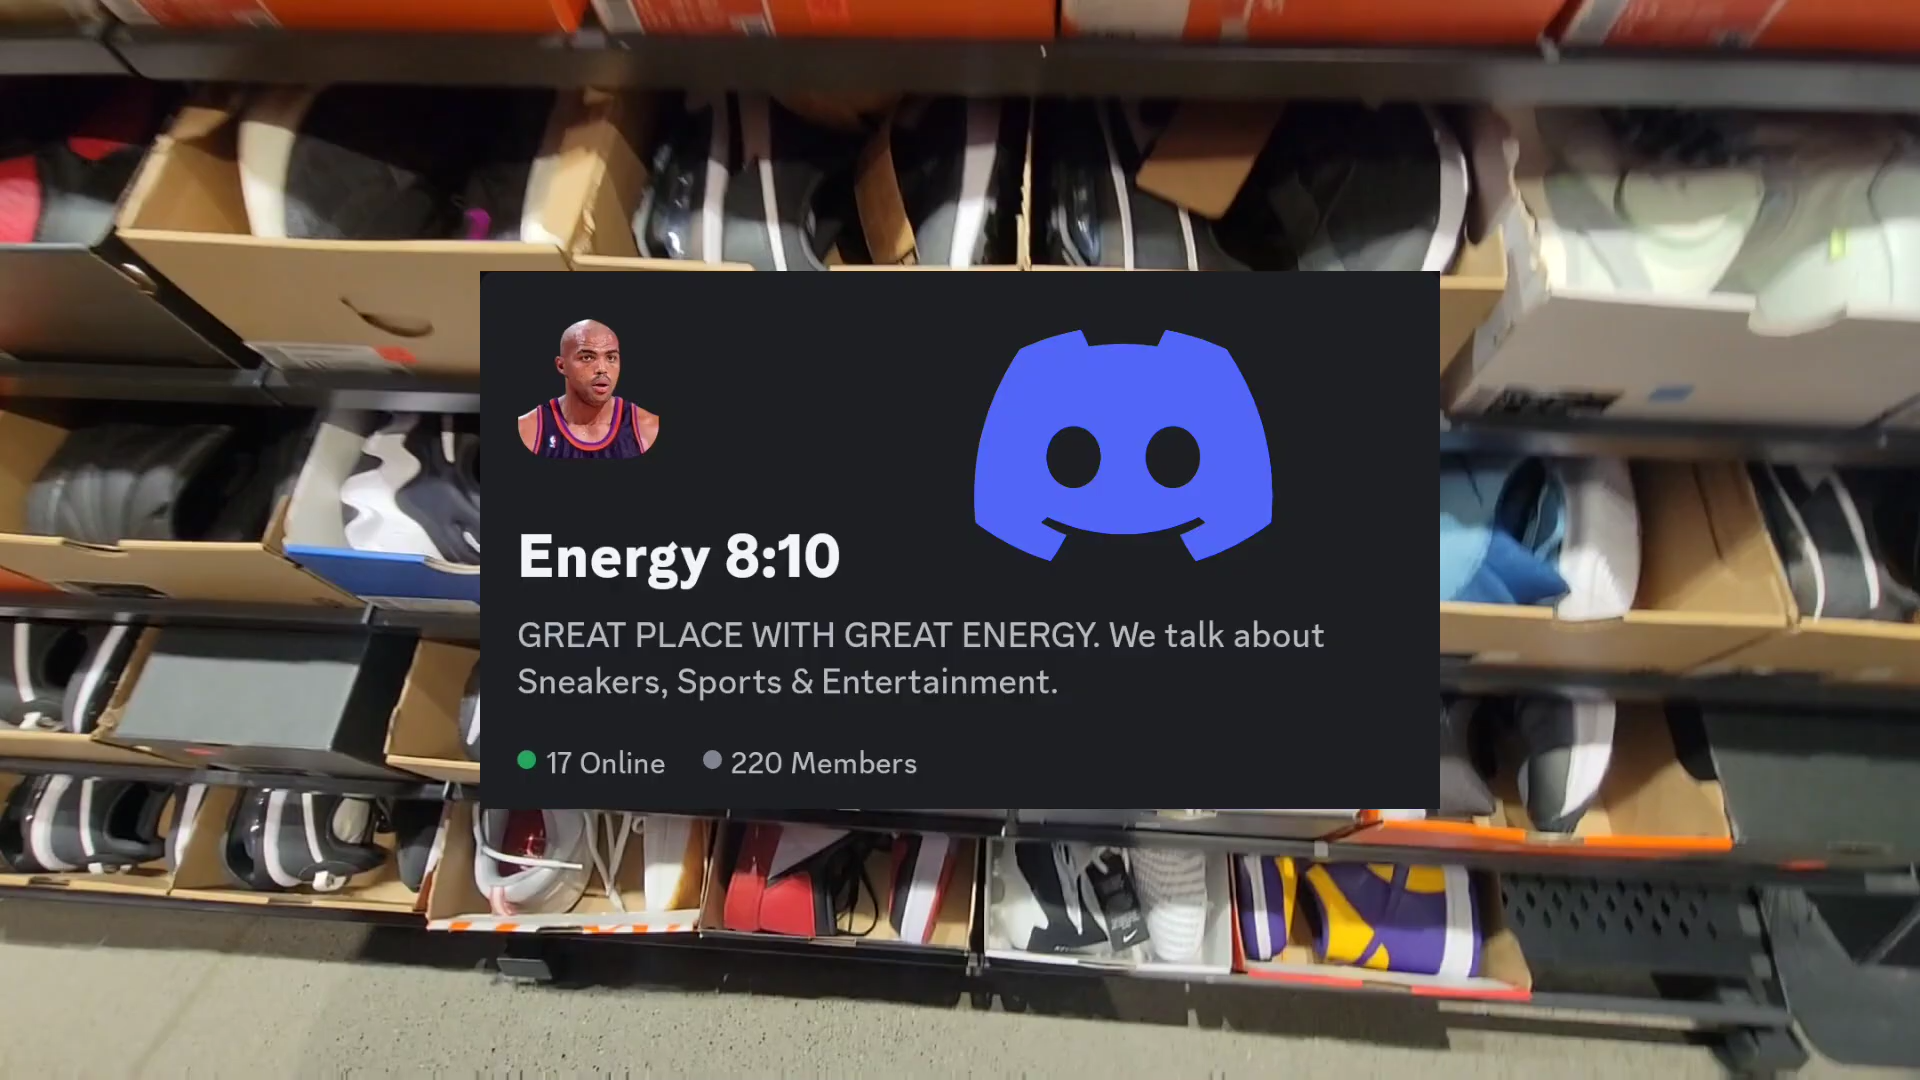 Energy 8:10
GREAT PLACE WITH GREAT ENERGY. We talk about
Sneakers, Sports & Entertainment.
17 Online 220 Members